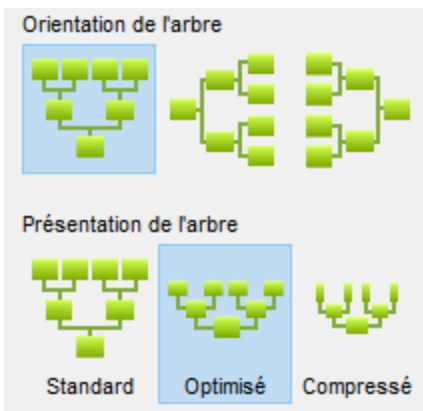 Orientation de l'arbre
Présentation de l'arbre
Standard Optimisé Compressé